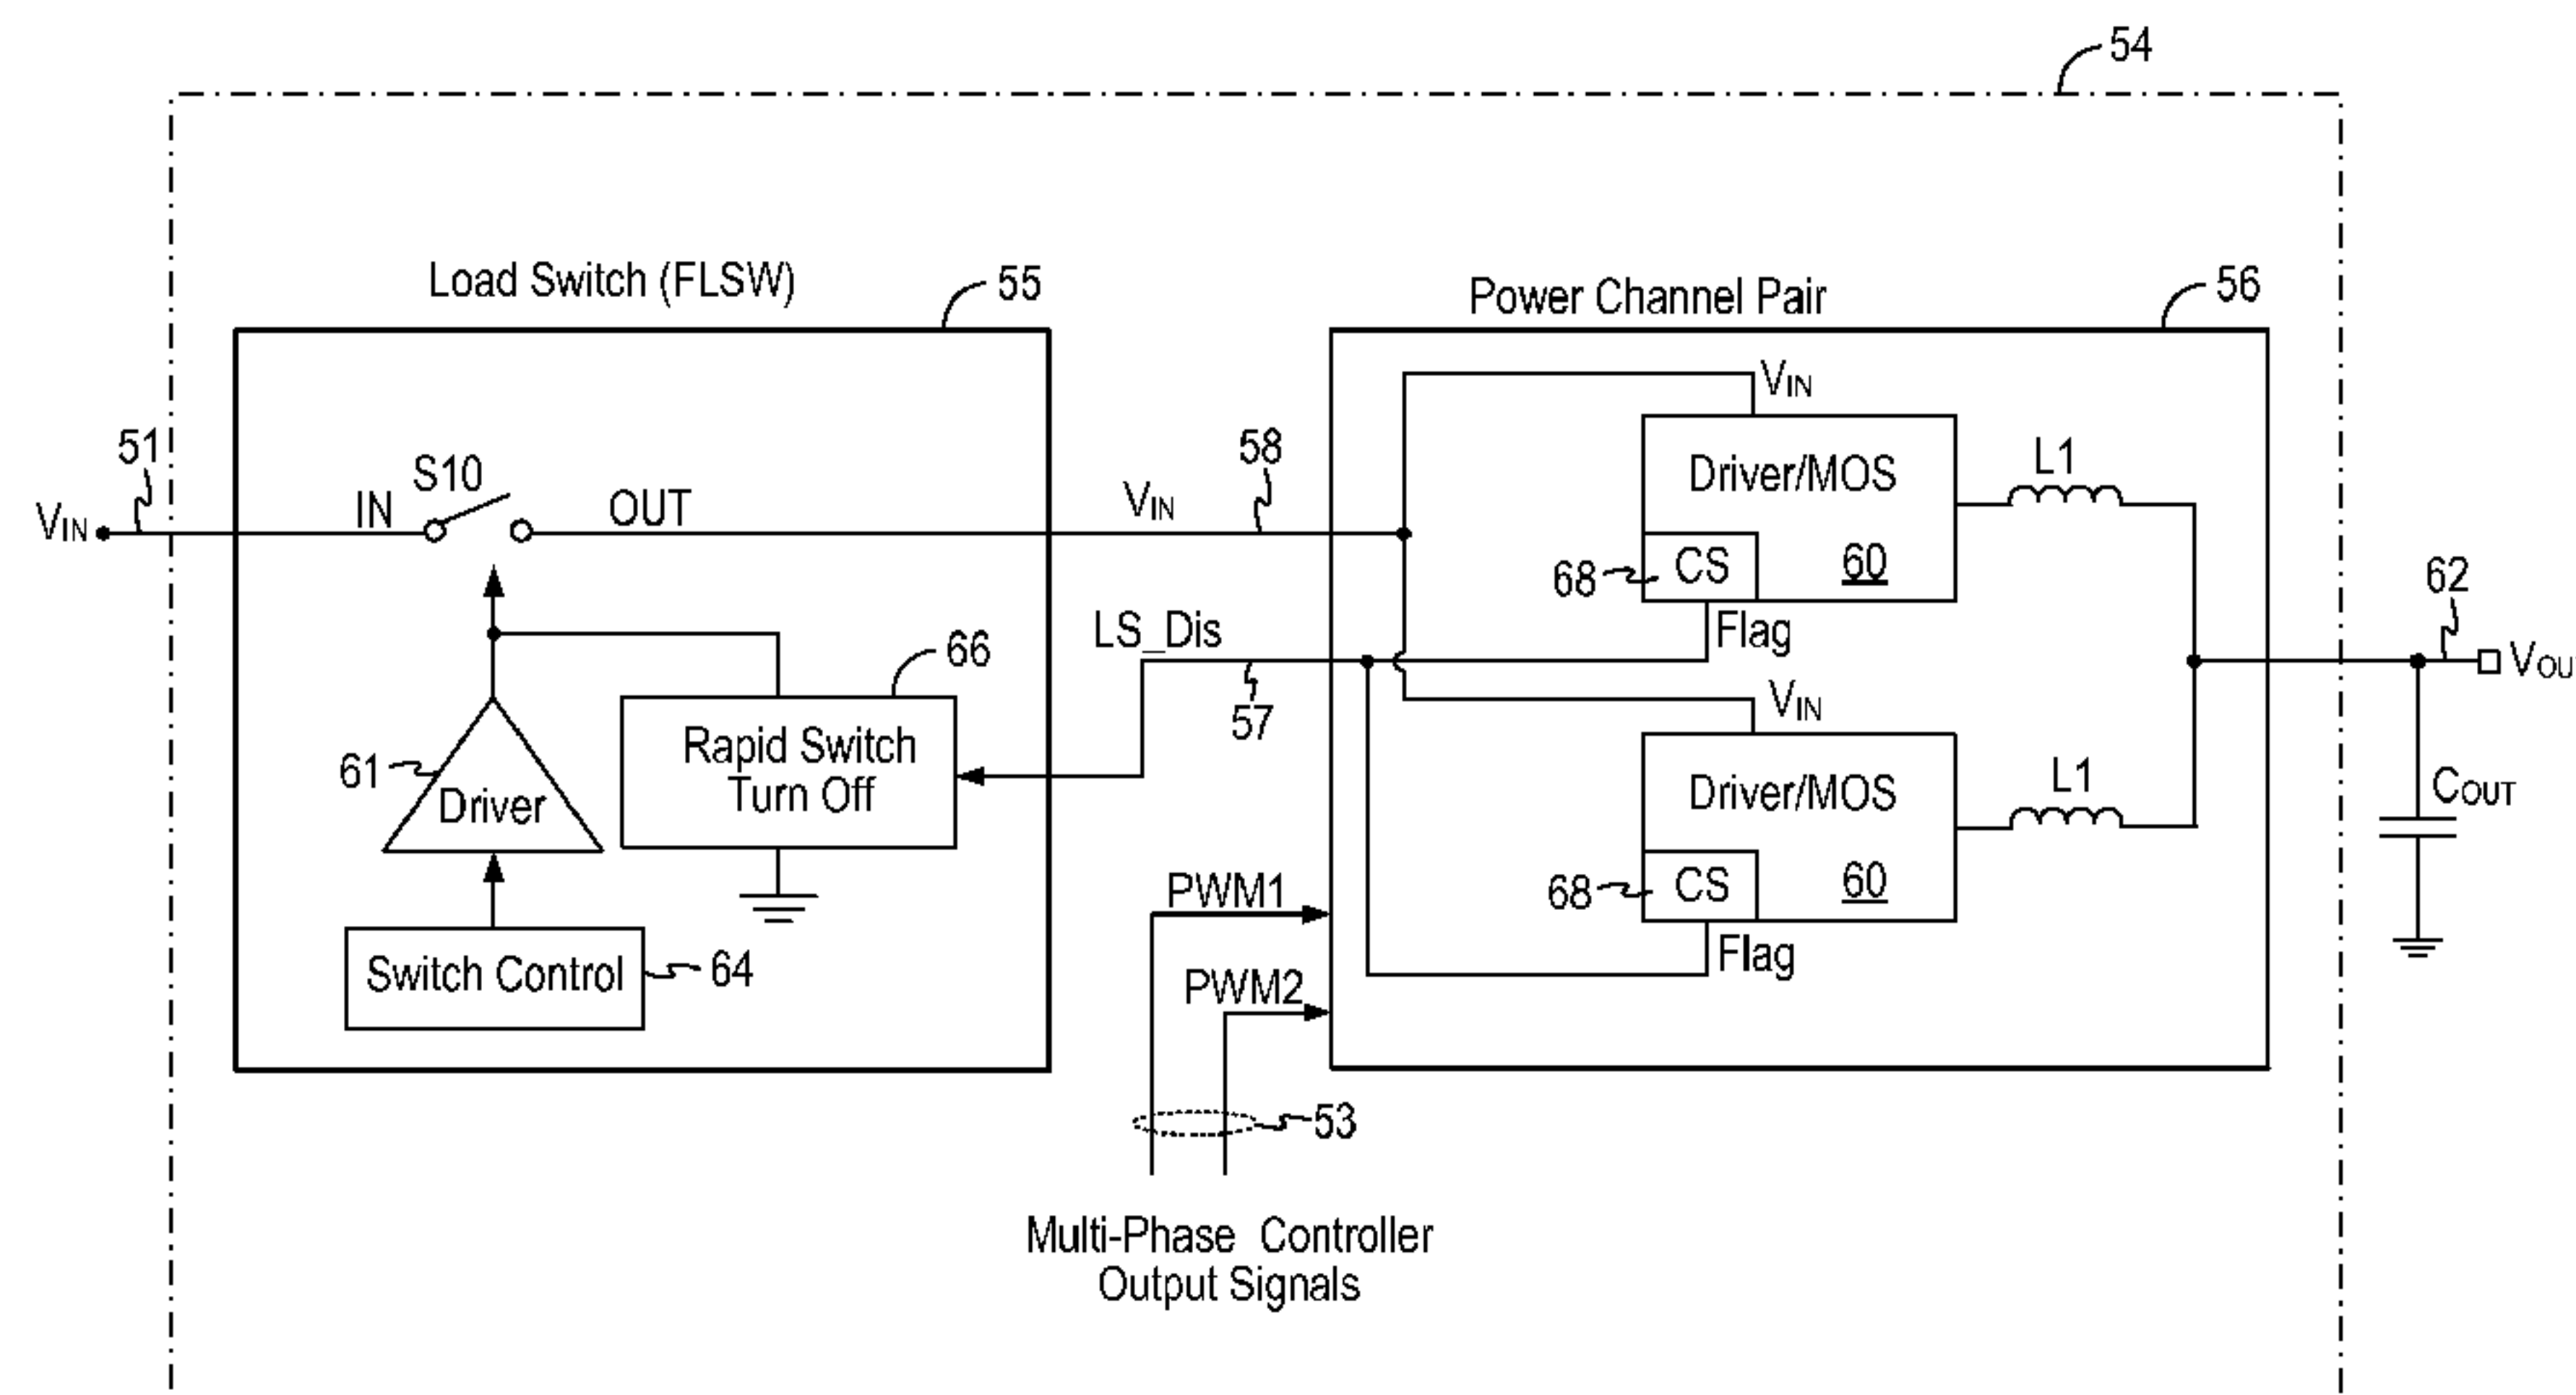 54
Load Switch (FLSW)
55
Power Channel Pair
56
VIN
51
IN
S10
OUT
VIN
58
VIN
Driver/MOS
L1
68
CS
60
Flag
LS_Dis
57
62
VOU
66
Rapid Switch
Turn Off
61
Driver
VIN
Driver/MOS
L1
COUT
68
CS
60
Flag
PWM1
PWM2
Switch Control
64
53
Multi-Phase Controller
Output Signals